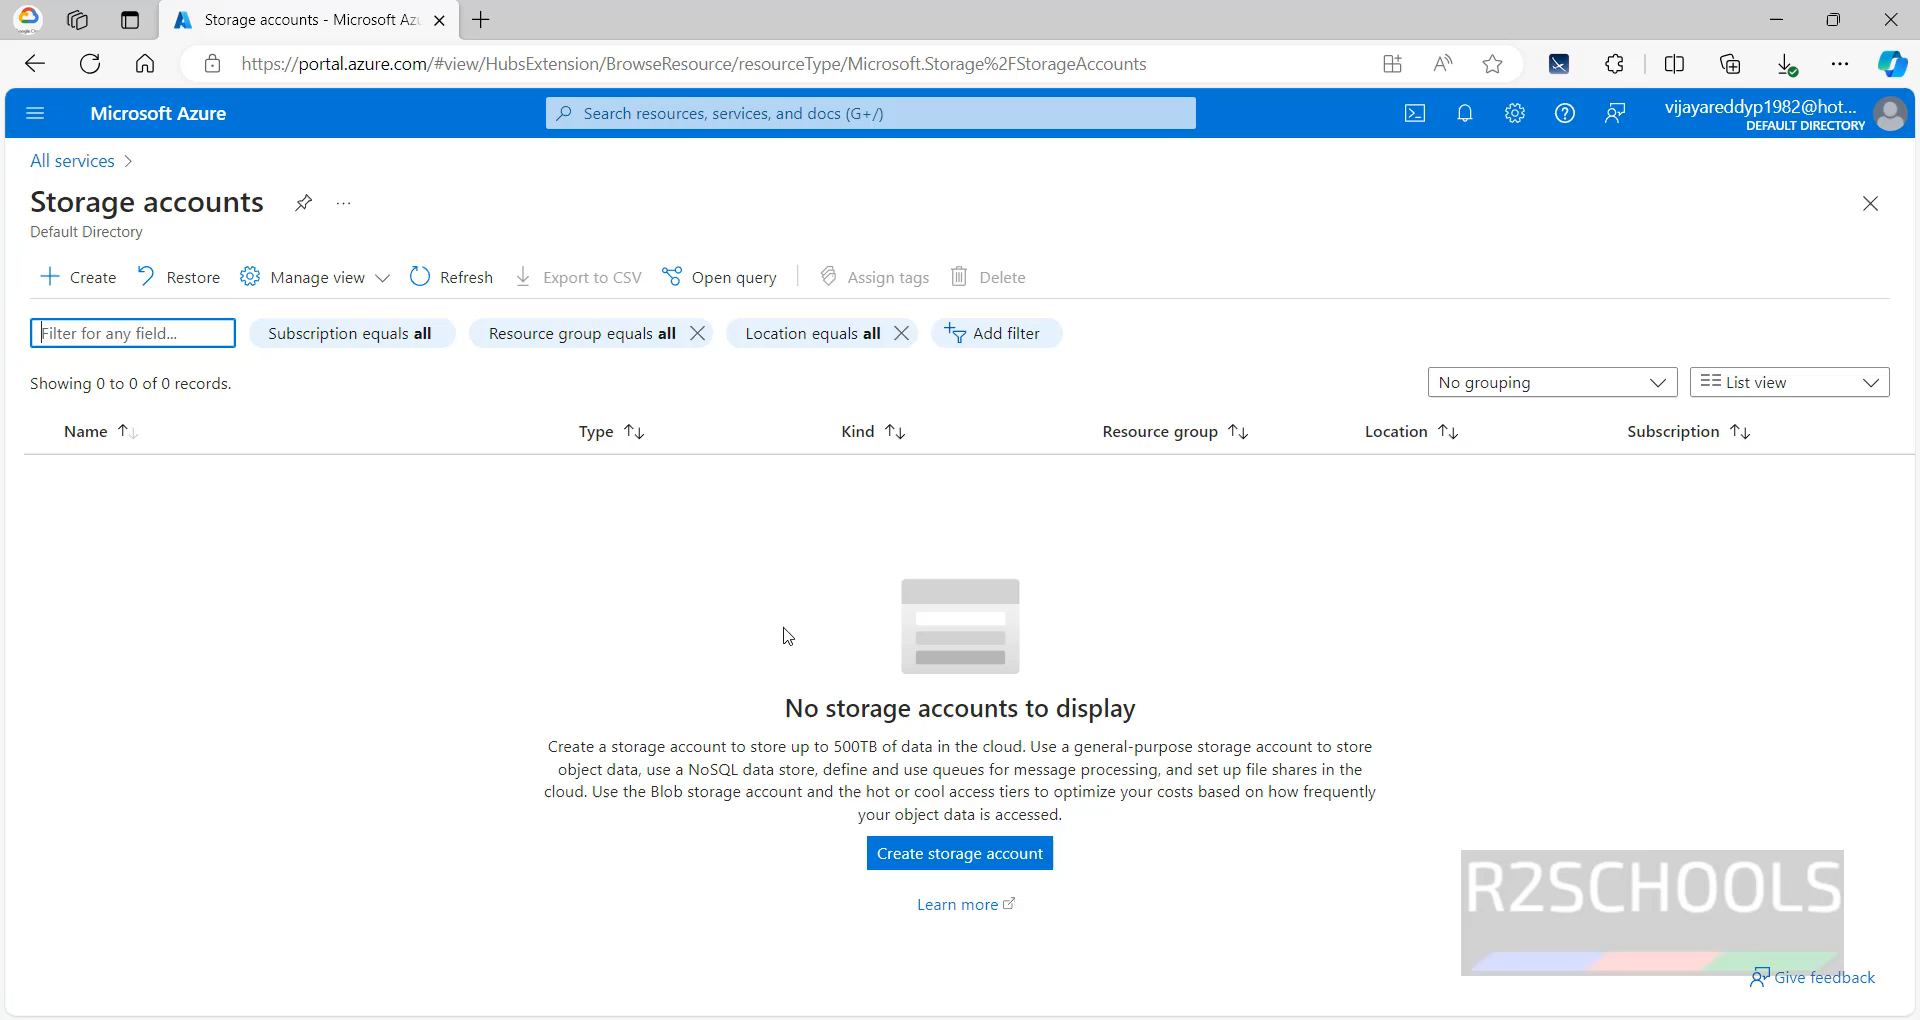 Storage accounts - Microsoft Azu
https://portal.azure.com/#view/HubsExtension/BrowseResource/resourceType/Microsoft.Storage%2FStorageAccounts
Microsoft Azure
Search resources, services, and docs (G+/)
vijayareddyp1982@hot...
DEFAULT DIRECTORY
All services >
Storage accounts
Default Directory
Create Restore Manage view Refresh Export to CSV Open query Assign tags Delete
Filter for any field... Subscription equals all Resource group equals all Location equals all Add filter
Showing 0 to 0 of 0 records.
No grouping List view
Name Type Kind Resource group Location Subscription
No storage accounts to display
Create a storage account to store up to 500TB of data in the cloud. Use a general-purpose storage account to store
object data, use a NoSQL data store, define and use queues for message processing, and set up file shares in the
cloud. Use the Blob storage account and the hot or cool access tiers to optimize your costs based on how frequently
your object data is accessed.
Create storage account
Learn more
R2SCHOOLS
Give feedback